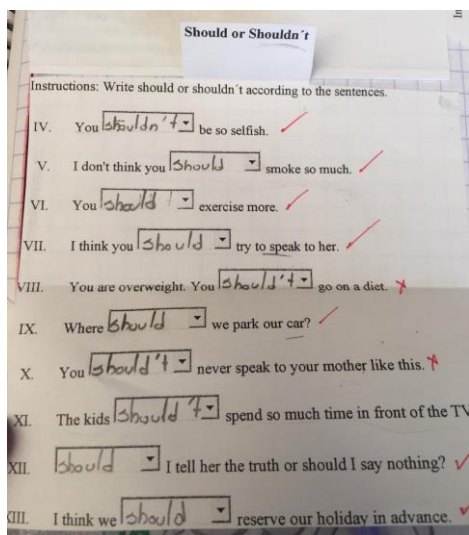 Should or Shouldn´t
In
Instructions: Write should or shouldn´t according to the sentences.
IV. You shouldn't be so selfish.
V. I don't think you should smoke so much.
VI. You should exercise more.
VII. I think you should try to speak to her.
VIII. You are overweight. You should't go on a diet.
IX. Where should we park our car?
X. You should't never speak to your mother like this.
XI. The kids should't spend so much time in front of the TV
XII. should I tell her the truth or should I say nothing?
XIII. I think we should reserve our holiday in advance.